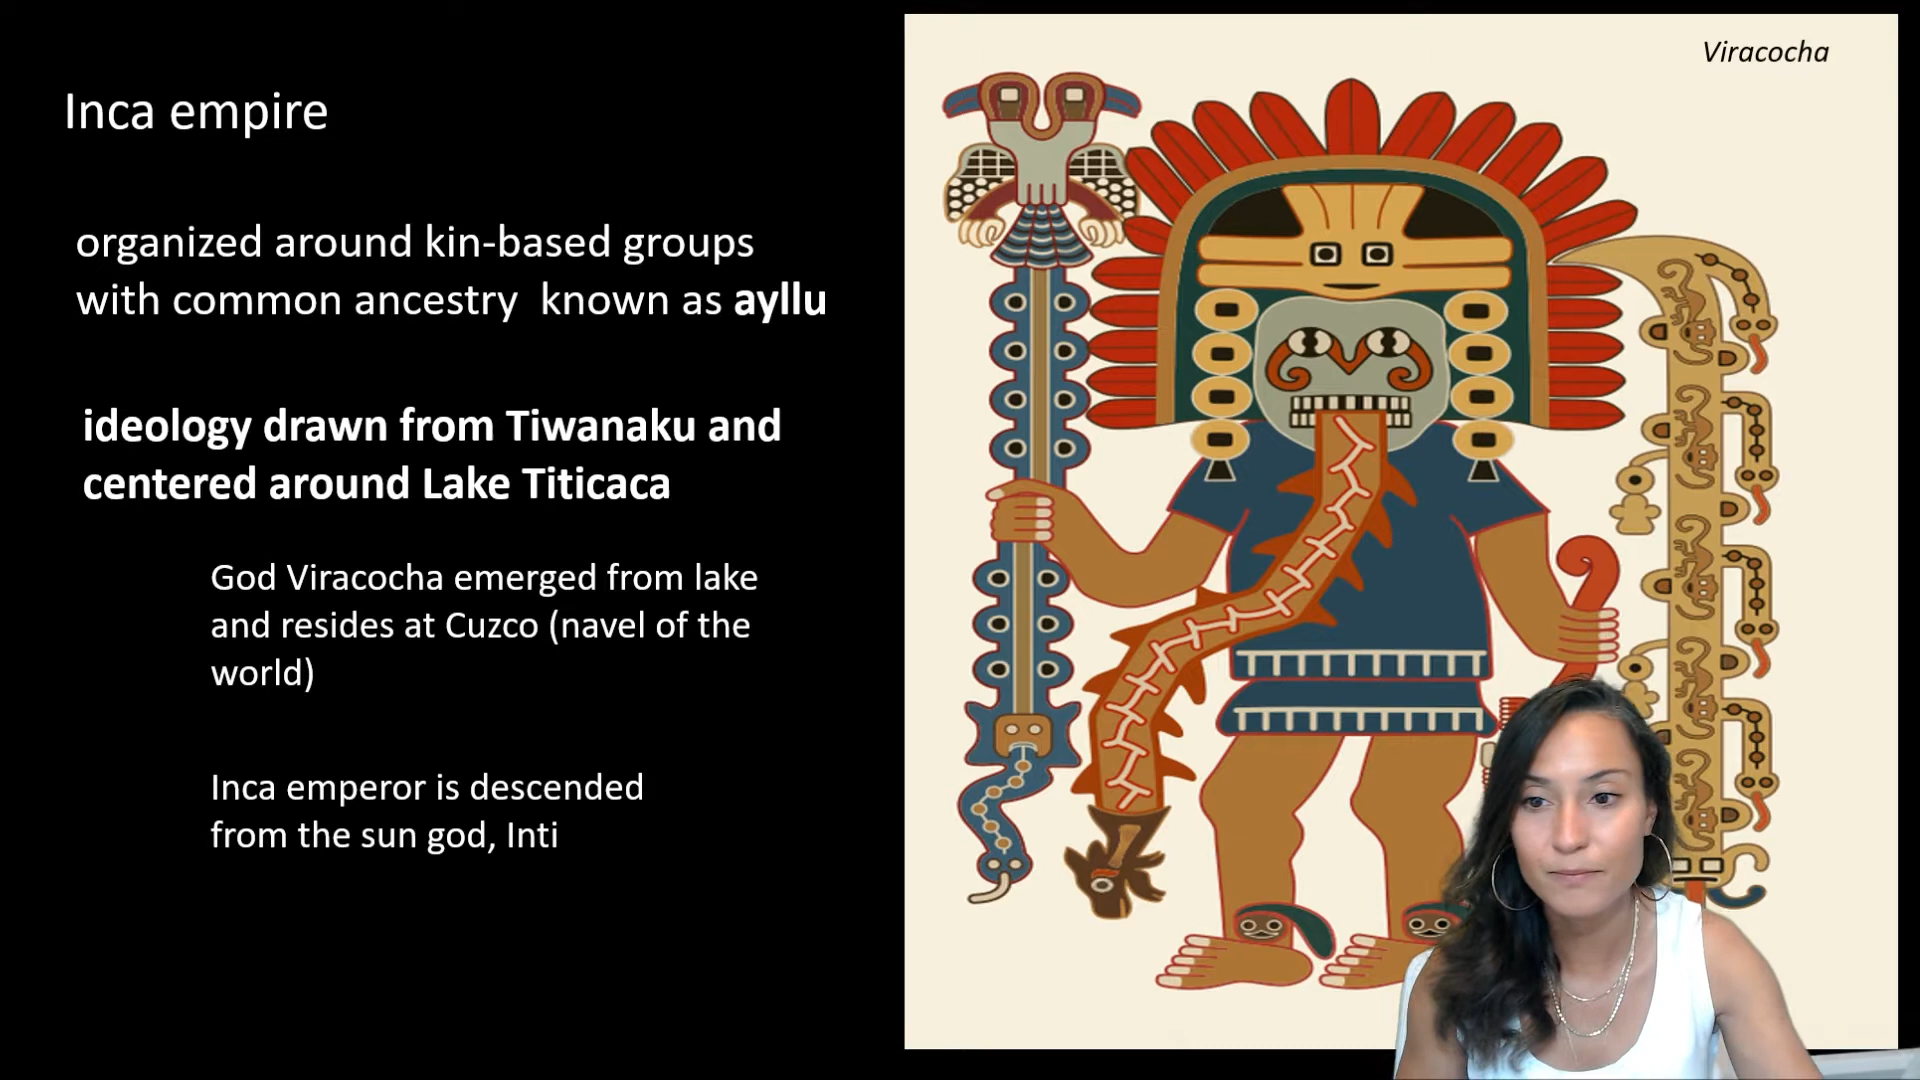 Viracocha
Inca empire
organized around kin-based groups
with common ancestry  known as ayllu
ideology drawn from Tiwanaku and
centered around Lake Titicaca
God Viracocha emerged from lake
and resides at Cuzco (navel of the
world)
Inca emperor is descended
from the sun god, Inti